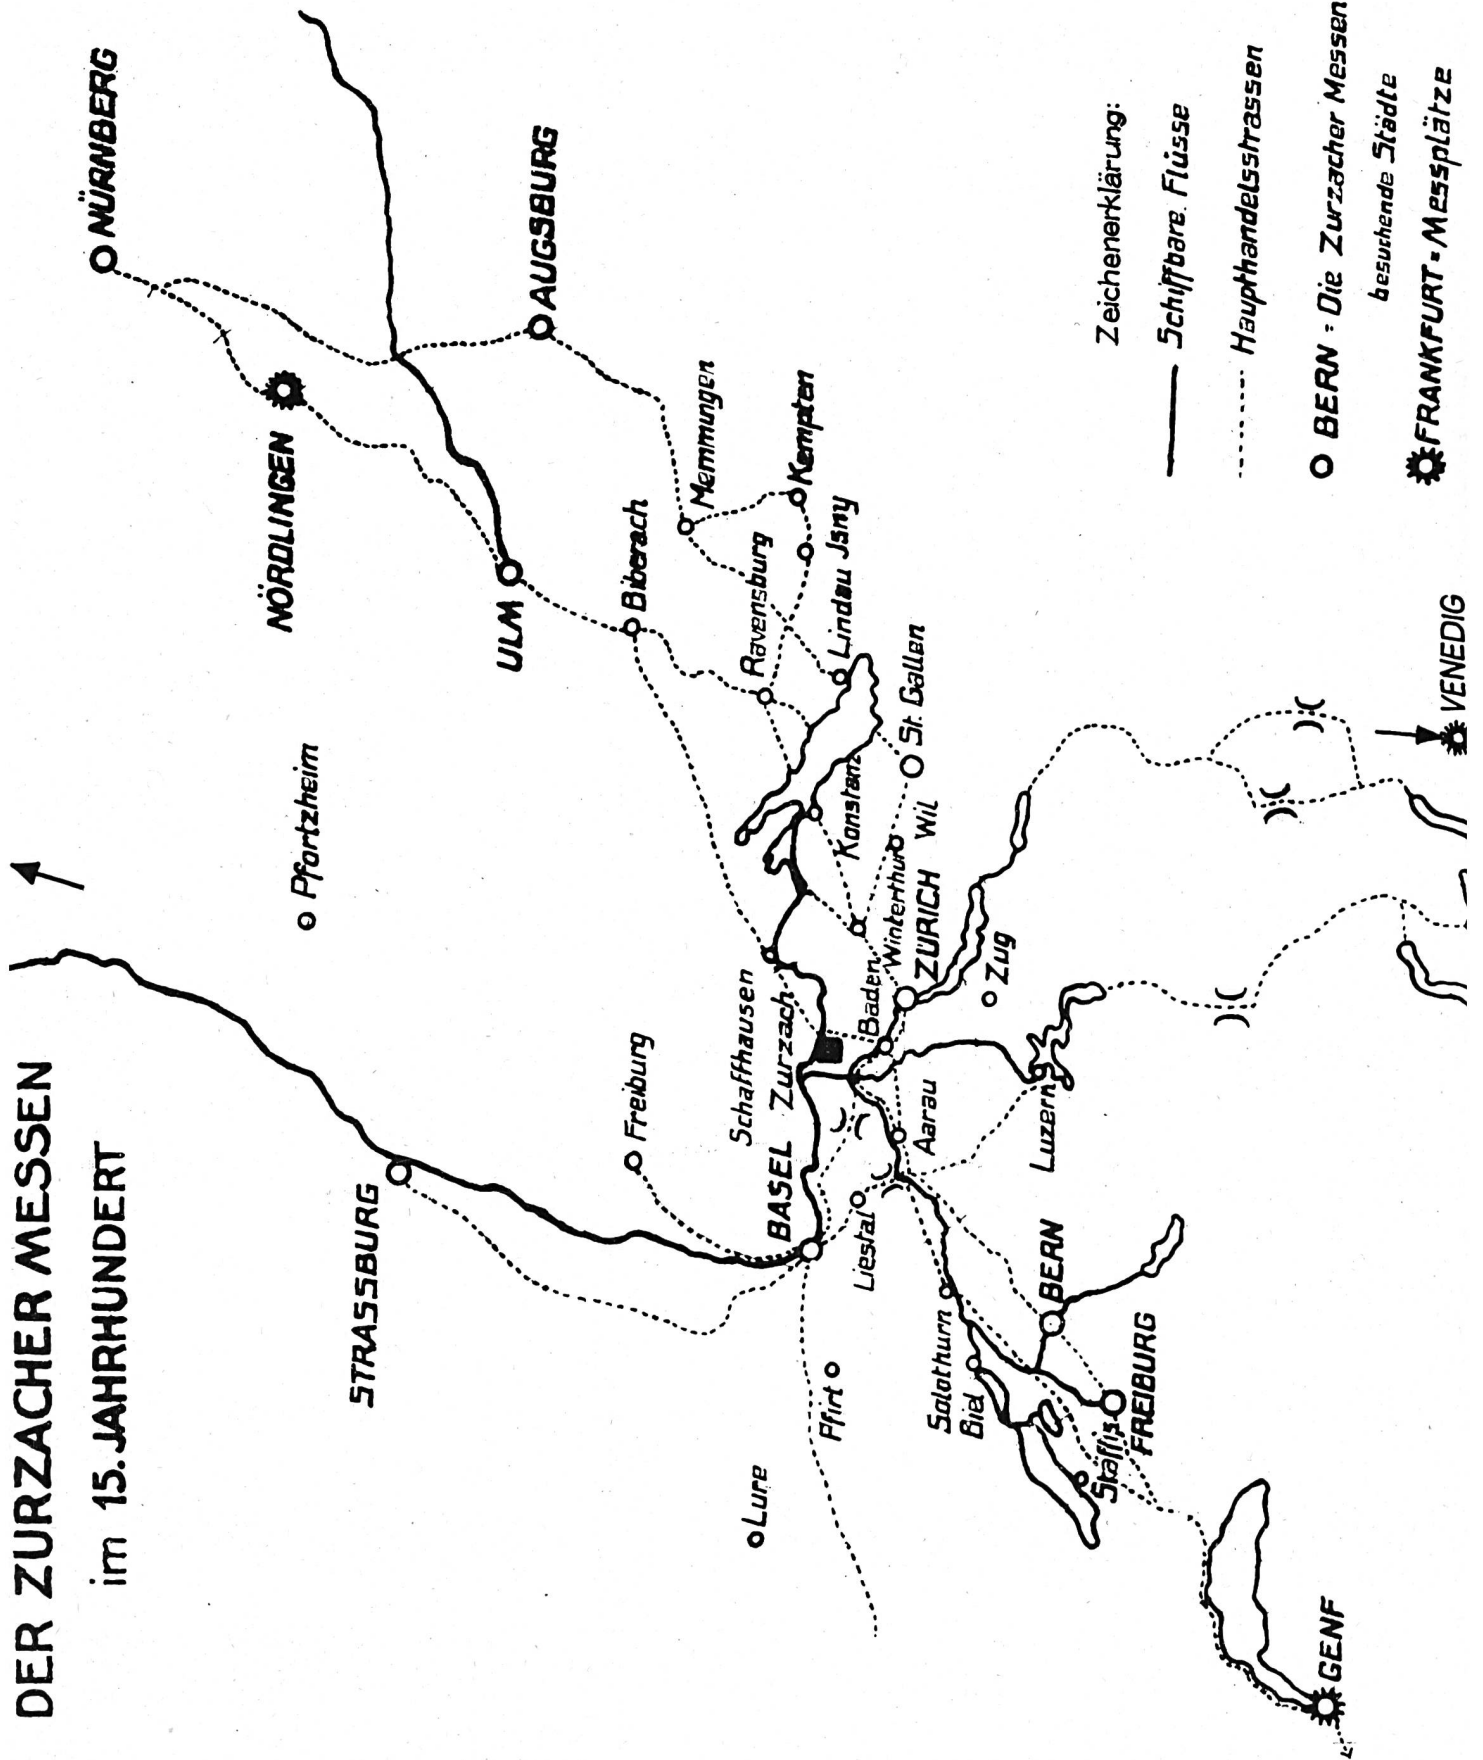 DER ZURZACHER MESSEN
im 15. JAHRHUNDERT
NÜRNBERG
NÖRDLINGEN
AUGSBURG
ULM
Pfortzheim
STRASSBURG
Freiburg
Biberach
Memmungen
Kempten
Ravensburg
Lindau Jsny
Konstanz
St. Gallen
Schaffhausen
Zurzach
BASEL
Baden
Winterthur
Wil
ZÜRICH
Zug
Aarau
Luzern
Liestal
Lure
Pfirt
Solothurn
Biel
BERN
Staffis
FREIBURG
GENF
VENEDIG
Zeichenerklärung:
Schiffbare Flüsse
Haupthandelsstrassen
BERN = Die Zurzacher Messen
besuchende Städte
FRANKFURT = Messplätze